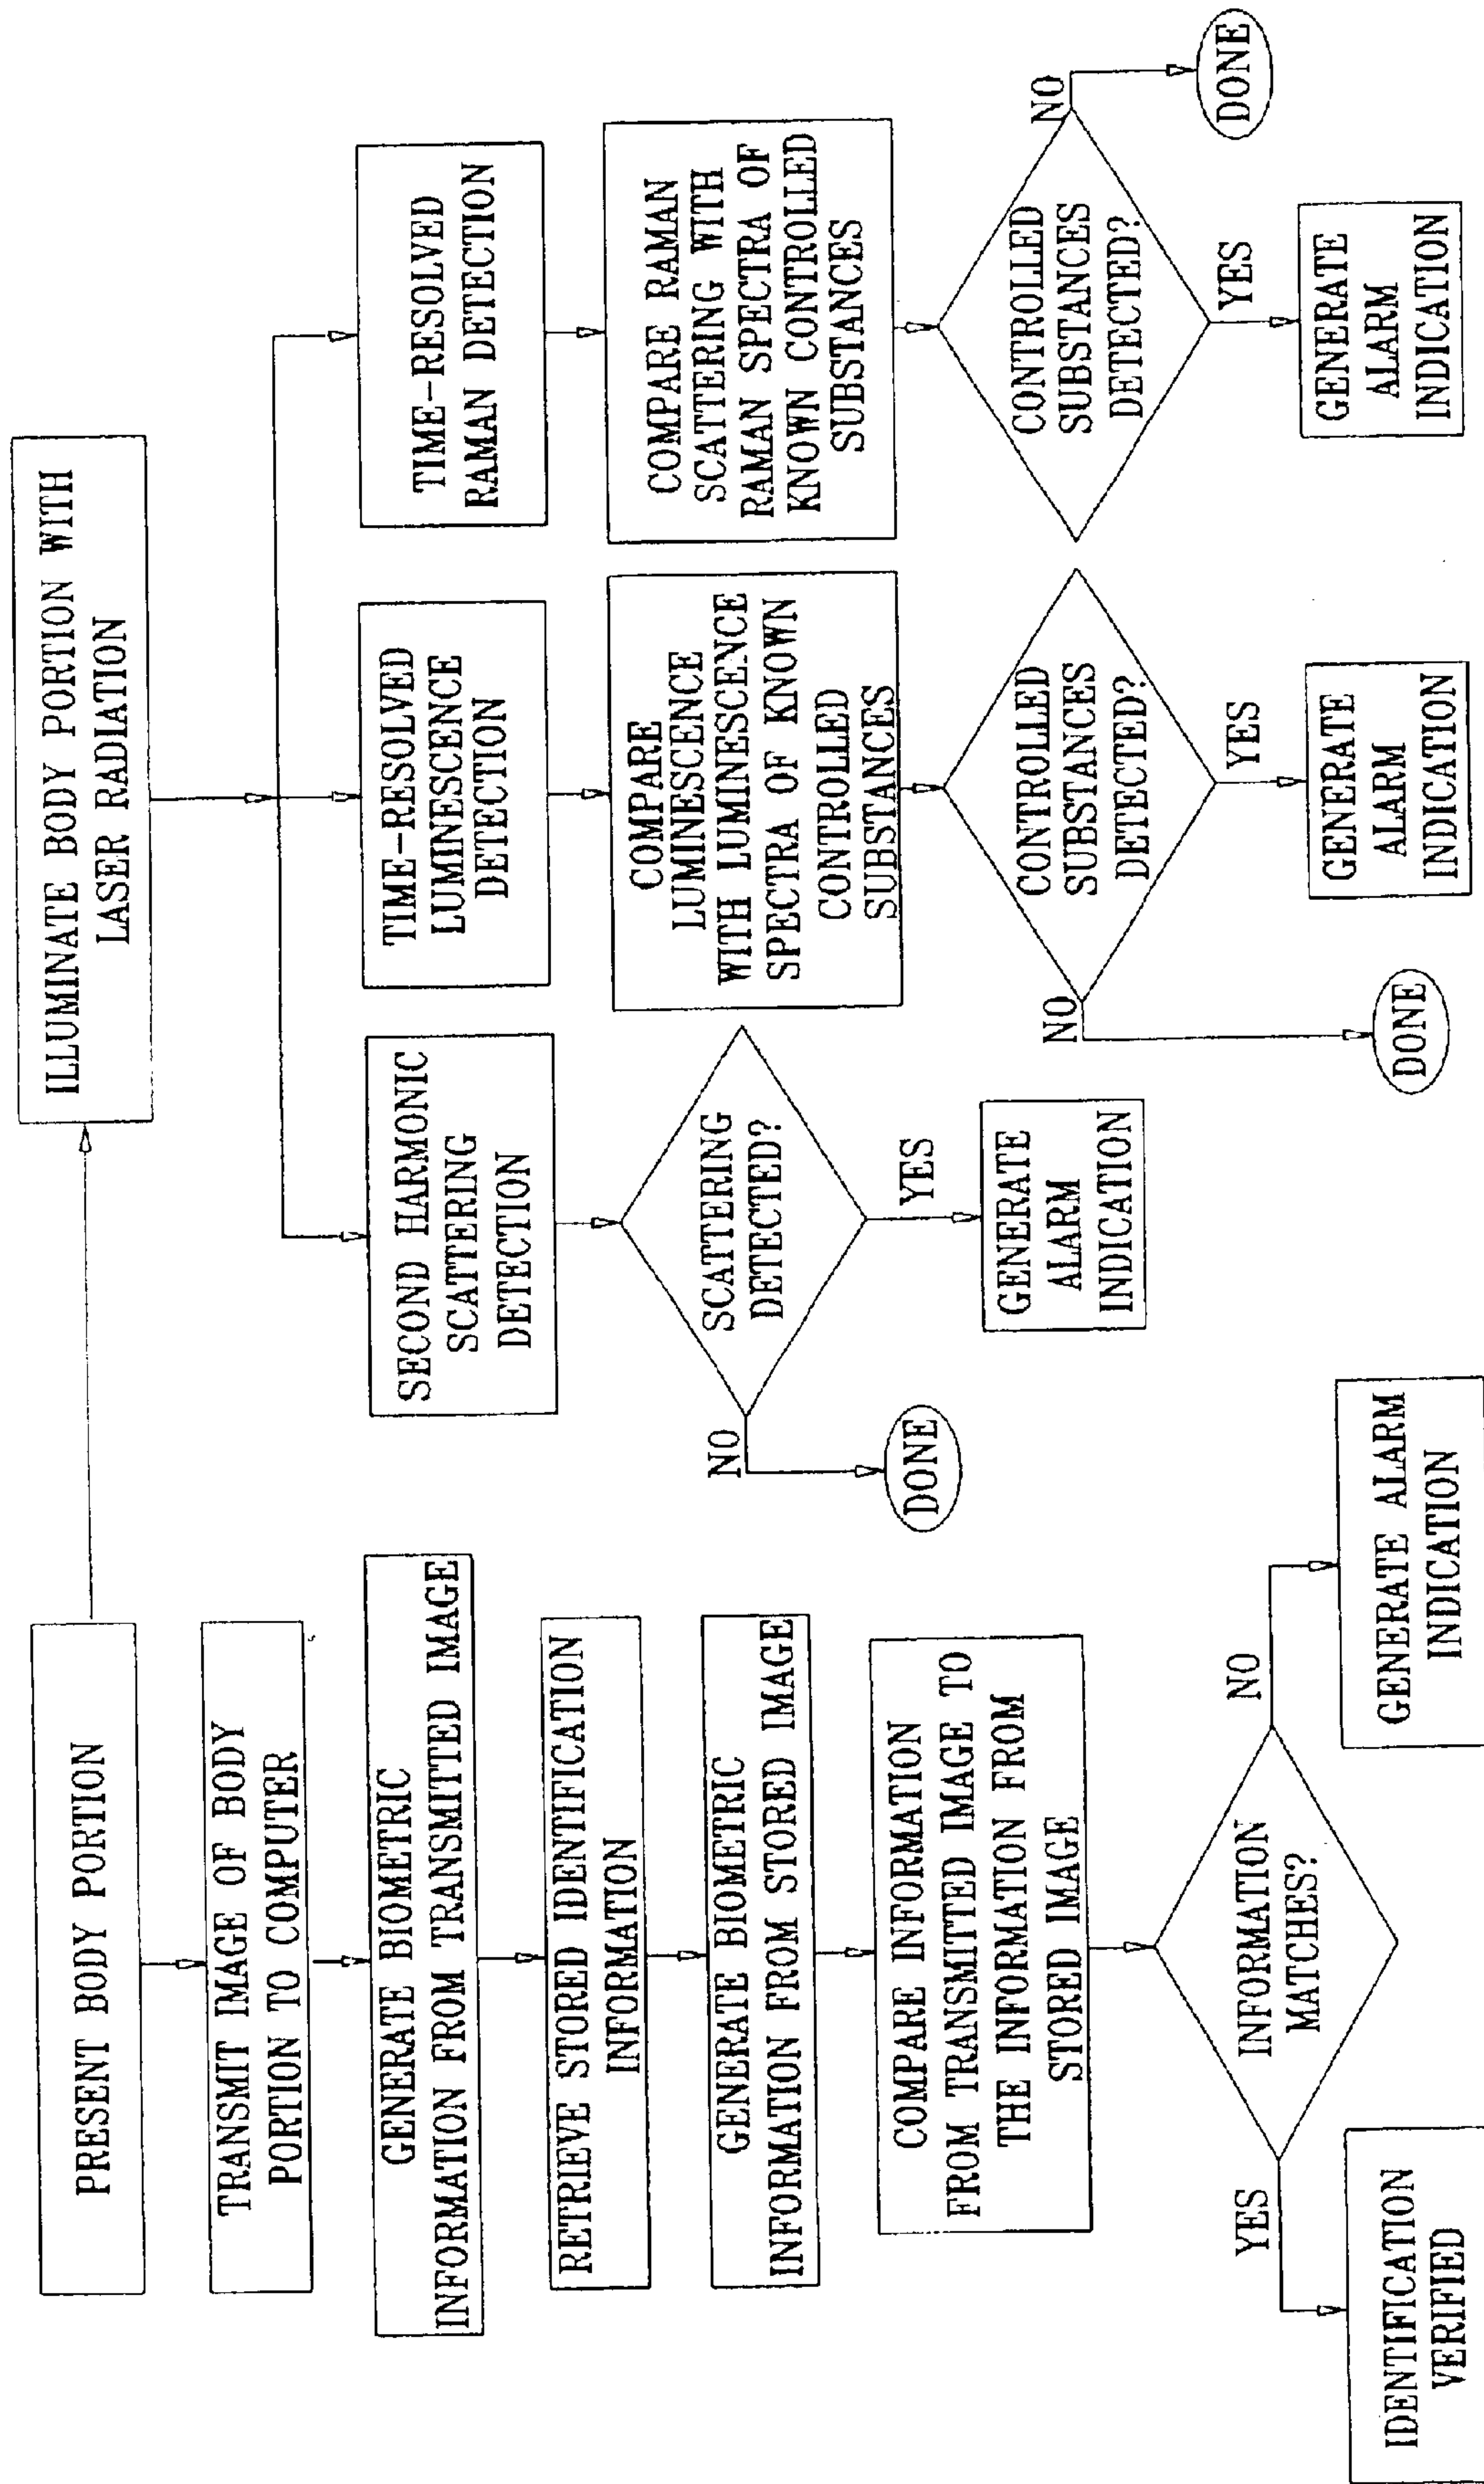 PRESENT BODY PORTION
TRANSMIT IMAGE OF BODY
PORTION TO COMPUTER
GENERATE BIOMETRIC
INFORMATION FROM TRANSMITTED IMAGE
RETRIEVE STORED IDENTIFICATION
INFORMATION
GENERATE BIOMETRIC
INFORMATION FROM STORED IMAGE
COMPARE INFORMATION
FROM TRANSMITTED IMAGE TO
THE INFORMATION FROM
STORED IMAGE
INFORMATION
MATCHES?
YES
NO
IDENTIFICATION
VERIFIED
GENERATE ALARM
INDICATION
ILLUMINATE BODY PORTION WITH
LASER RADIATION
SECOND HARMONIC
SCATTERING
DETECTION
SCATTERING
DETECTED?
NO
DONE
YES
GENERATE
ALARM
INDICATION
TIME-RESOLVED
LUMINESCENCE
DETECTION
COMPARE
LUMINESCENCE
WITH LUMINESCENCE
SPECTRA OF KNOWN
CONTROLLED
SUBSTANCES
CONTROLLED
SUBSTANCES
DETECTED?
NO
DONE
YES
GENERATE
ALARM
INDICATION
TIME-RESOLVED
RAMAN DETECTION
COMPARE RAMAN
SCATTERING WITH
RAMAN SPECTRA OF
KNOWN CONTROLLED
SUBSTANCES
CONTROLLED
SUBSTANCES
DETECTED?
NO
DONE
YES
GENERATE
ALARM
INDICATION